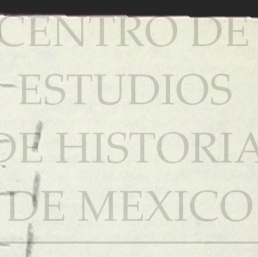 CENTRO DE
ESTUDIOS
DE HISTORIA
DE MEXICO